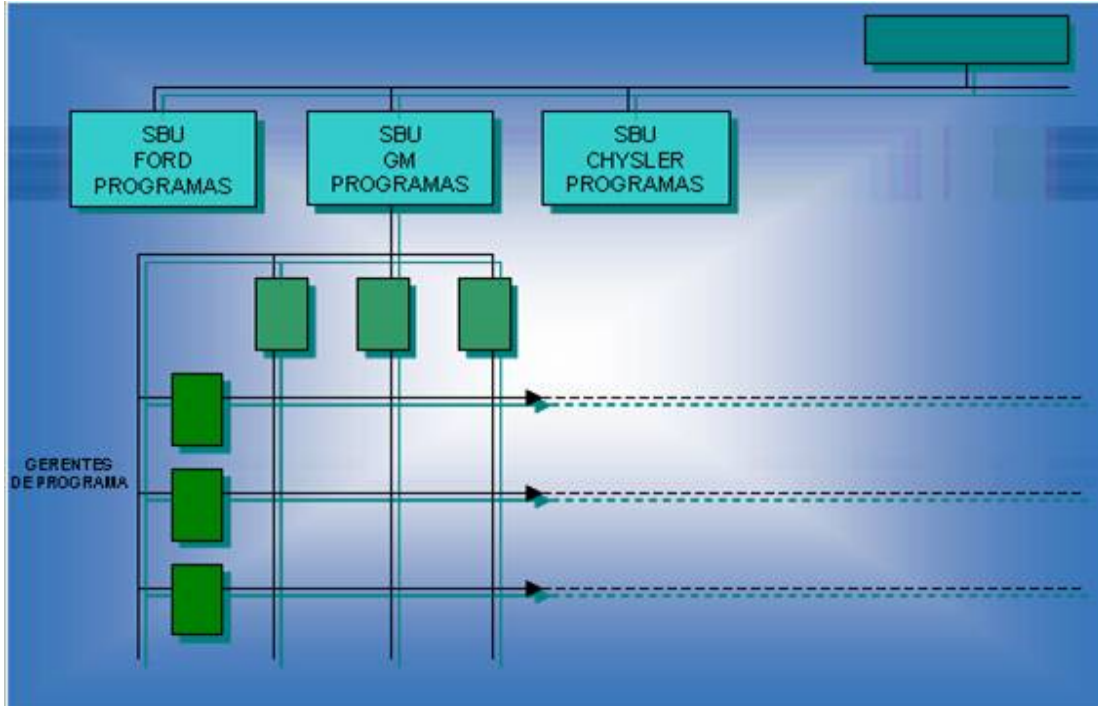 SBU
FORD
PROGRAMAS
SBU
GM
PROGRAMAS
SBU
CHYSLER
PROGRAMAS
GERENTES
DE PROGRAMA